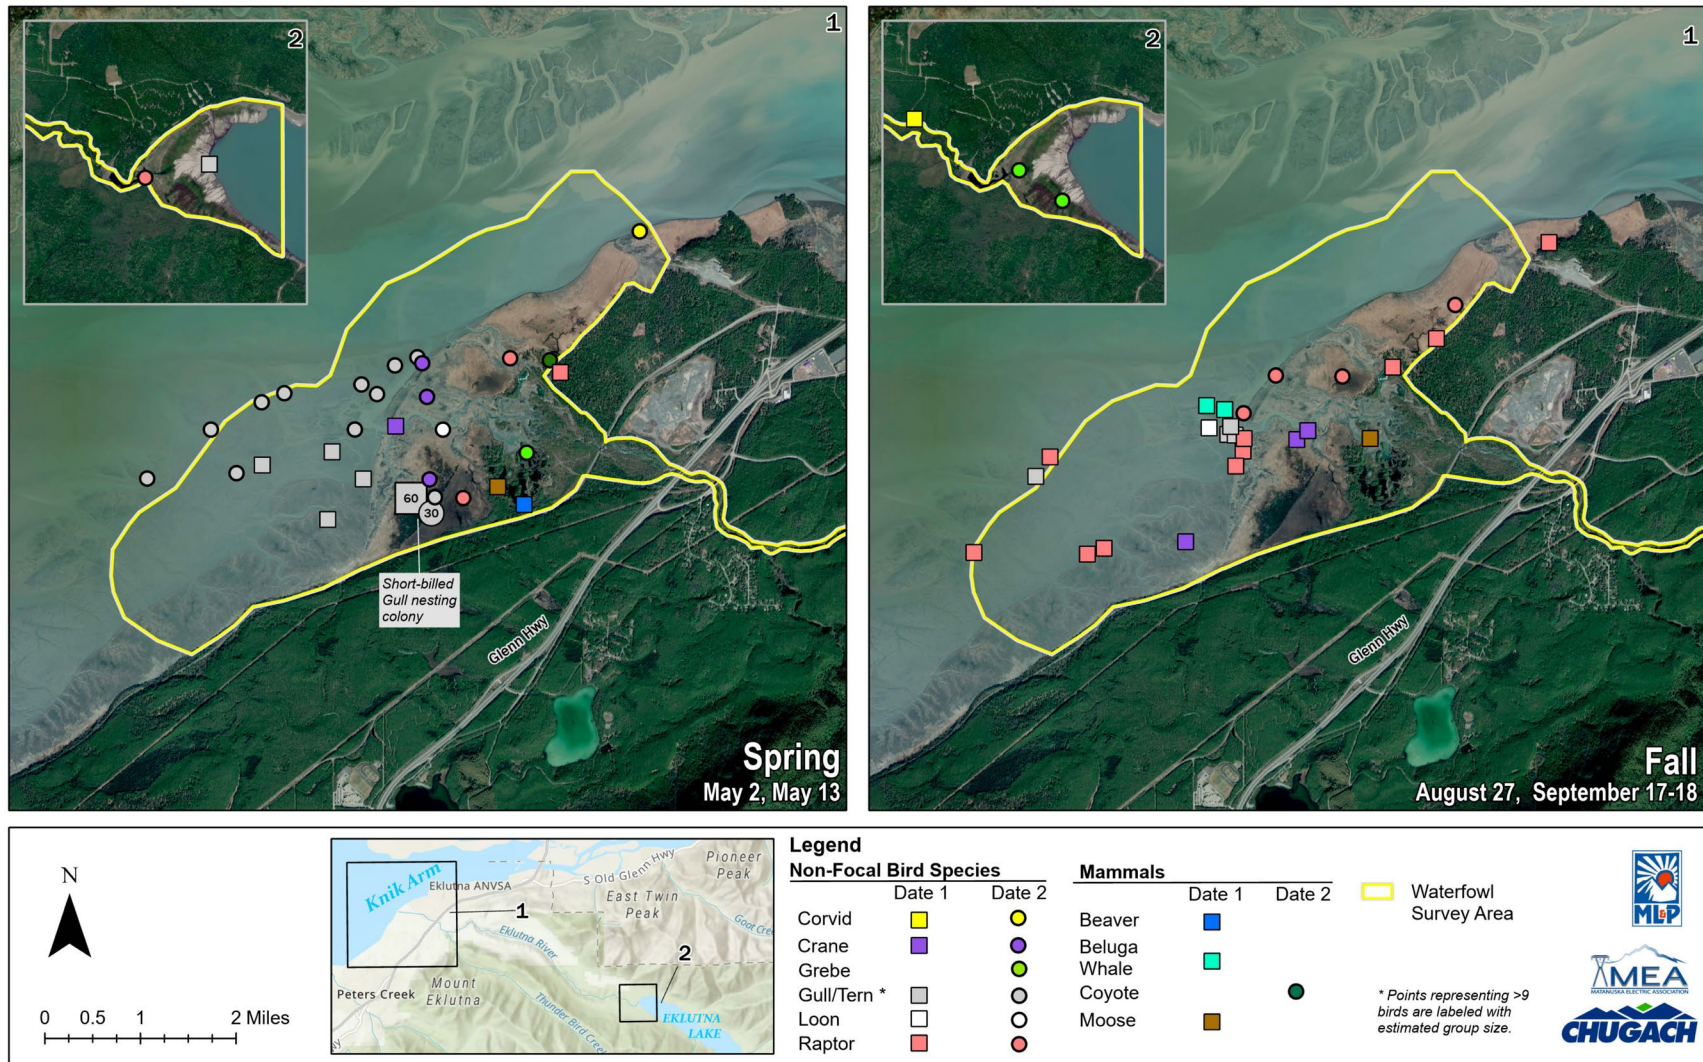 2
1
60
30
Short-billed
Gull nesting
colony
Glenn Hwy
Spring
May 2, May 13
2
1
Glenn Hwy
Fall
August 27, September 17-18
N
0 0.5 1 2 Miles
Knik Arm
Eklutna ANVSA
S Old Glenn Hwy
Pioneer
Peak
East Twin
Peak
1
Eklutna River
2
Mount
Eklutna
Peters Creek
Thunder Bird Creek
EKLUTNA
LAKE
Legend
Non-Focal Bird Species
Date 1 Date 2
Corvid
Crane
Grebe
Gull/Tern *
Loon
Raptor
Mammals
Date 1 Date 2
Beaver
Beluga
Whale
Coyote
Moose
Waterfowl
Survey Area
* Points representing >9
birds are labeled with
estimated group size.
ML&P
MEA
MATANUSKA ELECTRIC ASSOCIATION
CHUGACH